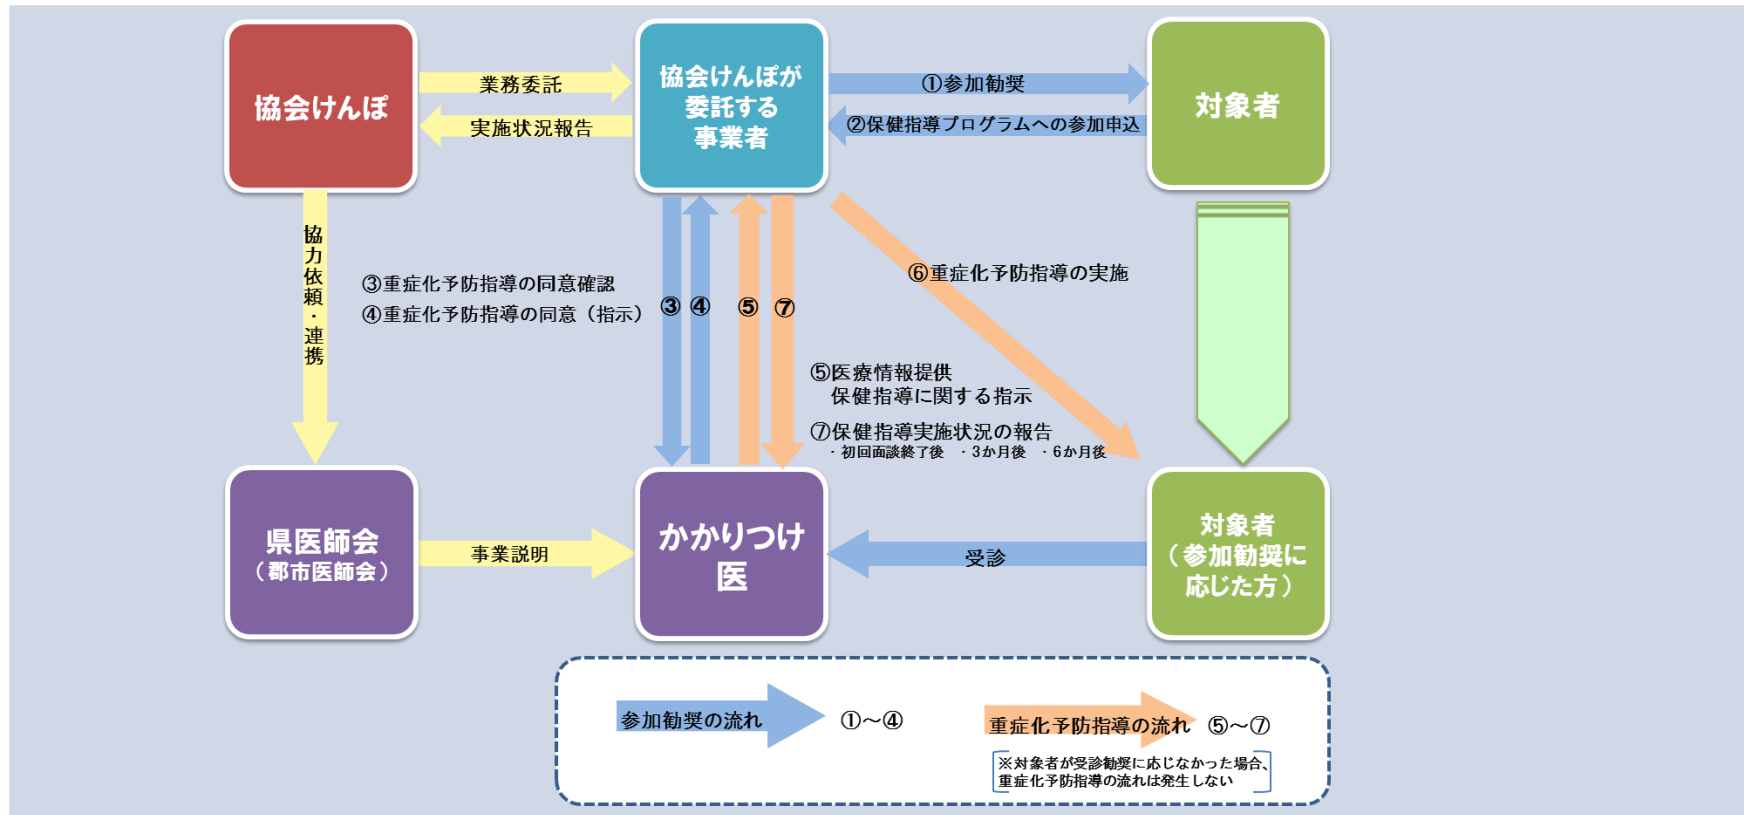 協会けんぽ
業務委託
実施状況報告
協会けんぽが
委託する
事業者
①参加勧奨
②保健指導プログラムへの参加申込
対象者
協力依頼・連携
③重症化予防指導の同意確認
④重症化予防指導の同意（指示）
③
④
⑤
⑦
⑥重症化予防指導の実施
⑤医療情報提供
保健指導に関する指示
⑦保健指導実施状況の報告
・初回面談終了後　・3か月後　・6か月後
県医師会
（郡市医師会）
事業説明
かかりつけ
医
受診
対象者
（参加勧奨に
応じた方）
参加勧奨の流れ　①～④
重症化予防指導の流れ　⑤～⑦
※対象者が受診勧奨に応じなかった場合、
重症化予防指導の流れは発生しない